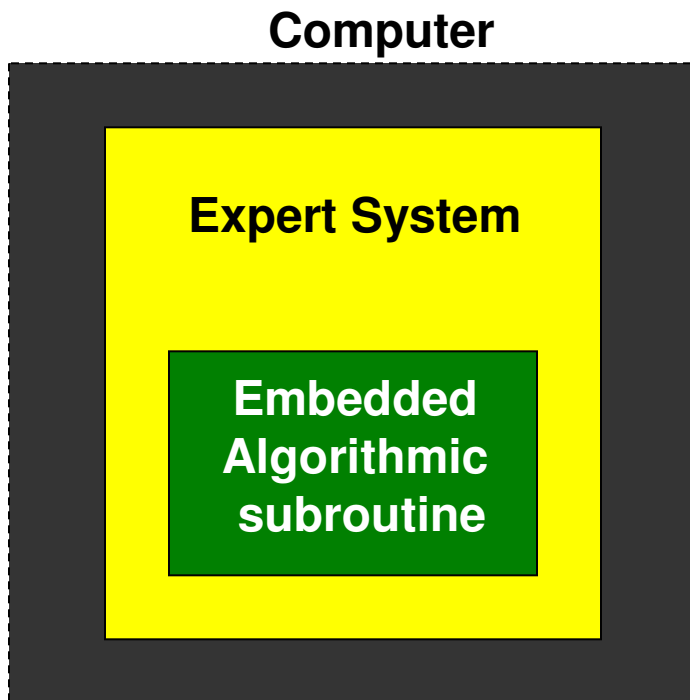 Computer
Expert System
Embedded
Algorithmic
subroutine